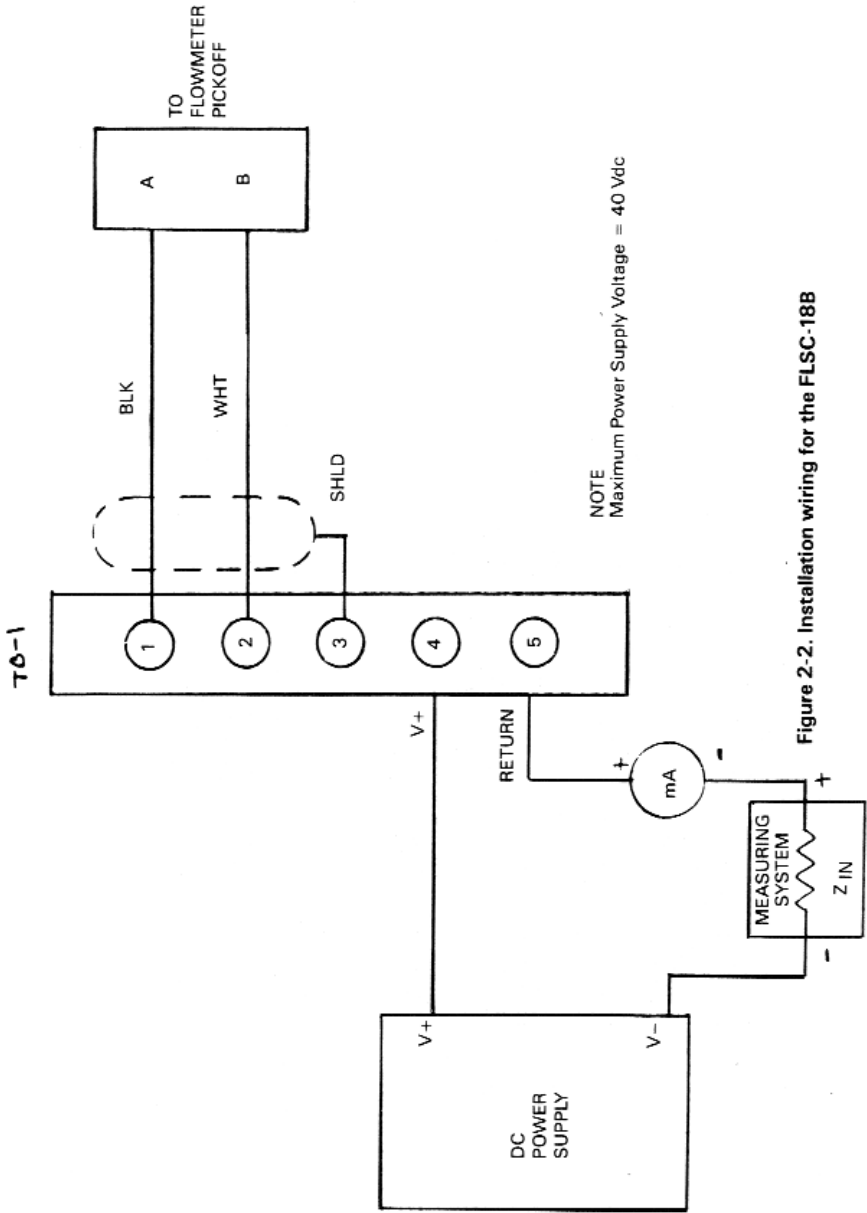 TB-1
TO
FLOWMETER
PICKOFF
A
B
BLK
WHT
SHLD
1
2
3
4
5
V+
RETURN
V+
V-
DC
POWER
SUPPLY
+
mA
-
+
MEASURING
SYSTEM
Z IN
-
NOTE
Maximum Power Supply Voltage = 40 Vdc
Figure 2-2. Installation wiring for the FLSC-18B